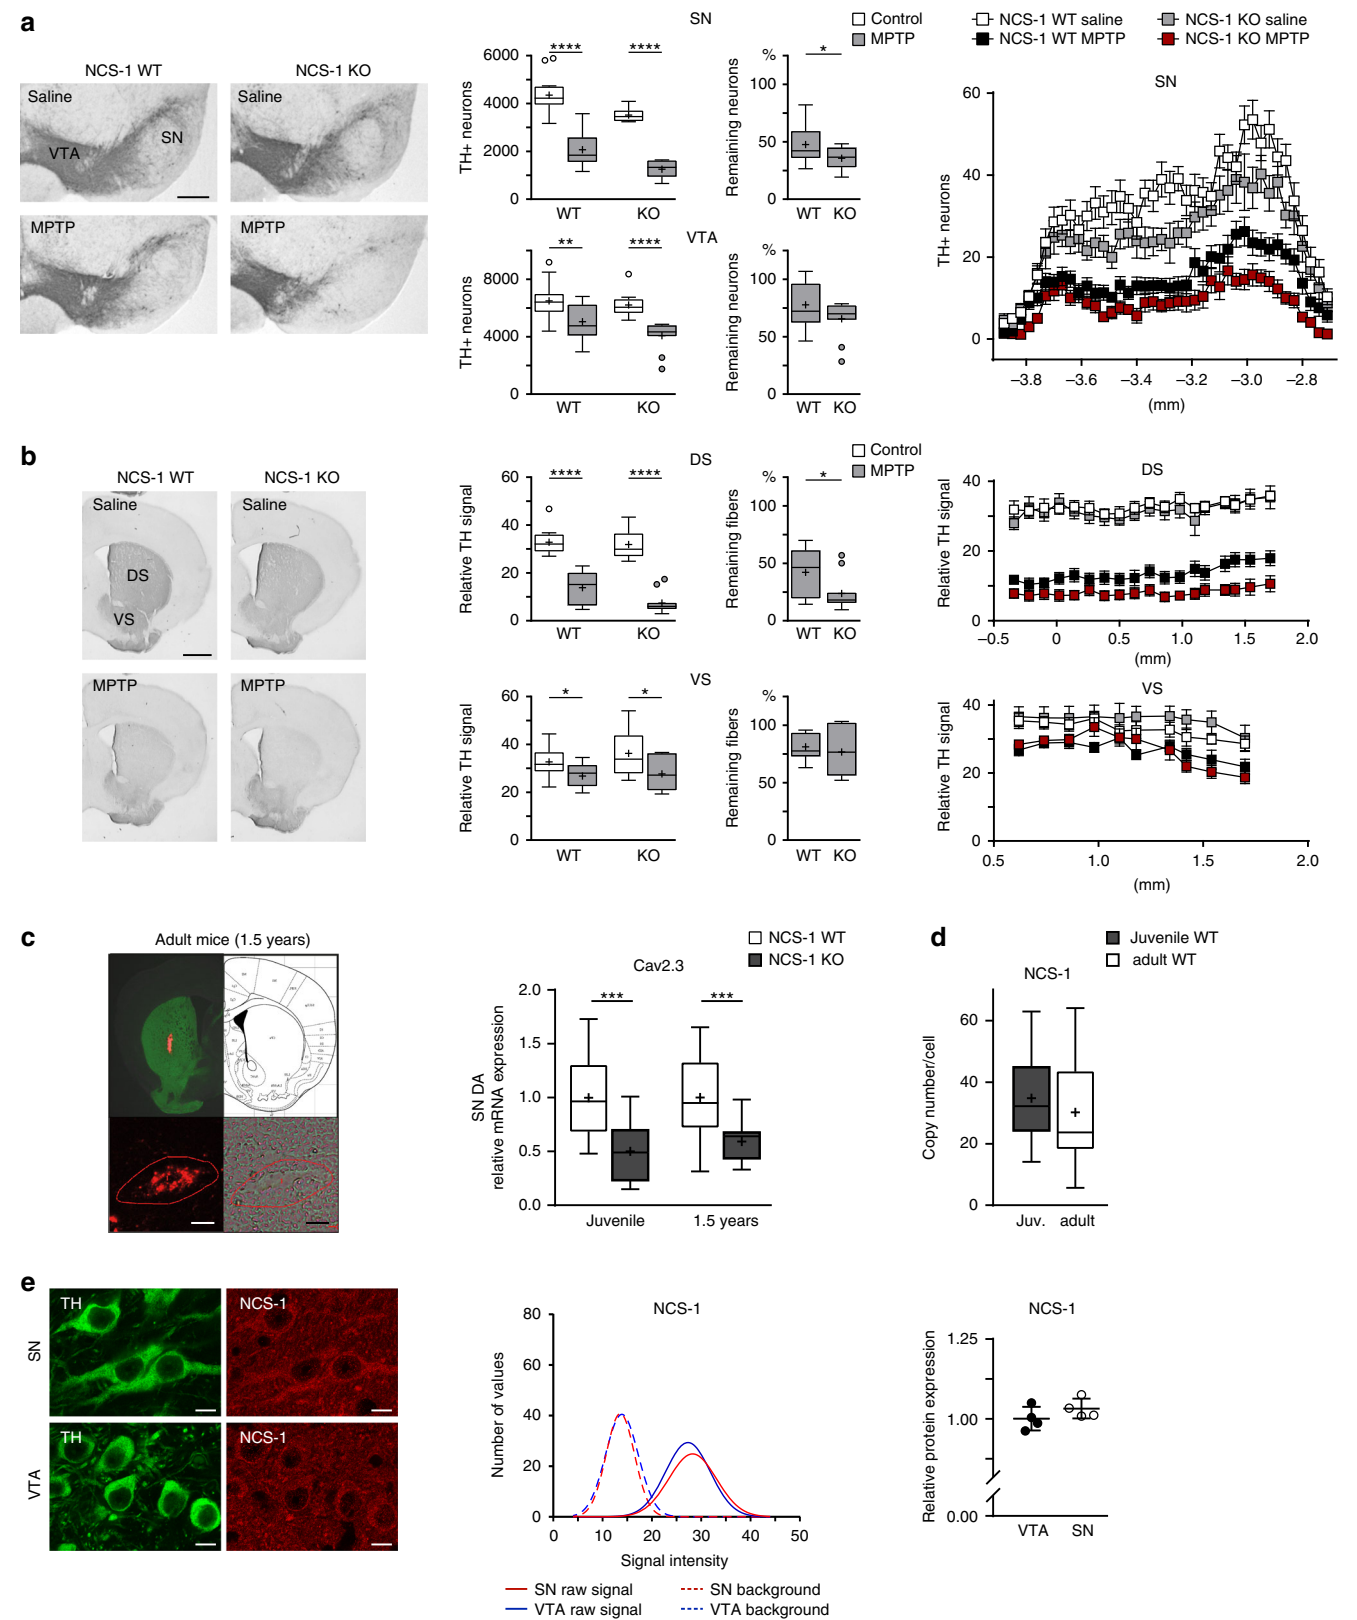 a
SN
Control
MPTP
NCS-1 WT saline
NCS-1 KO saline
NCS-1 WT MPTP
NCS-1 KO MPTP
NCS-1 WT
NCS-1 KO
Saline
Saline
VTA
SN
MPTP
MPTP
TH+ neurons
6000
4000
2000
0
****
****
WT
KO
Remaining neurons
%
100
50
0
*
WT KO
SN
TH+ neurons
60
40
20
0
–3.8
–3.6
–3.4
–3.2
–3.0
–2.8
(mm)
VTA
TH+ neurons
8000
4000
0
**
****
WT
KO
Remaining neurons
%
100
50
0
WT KO
b
NCS-1 WT
NCS-1 KO
Saline
Saline
DS
VS
MPTP
MPTP
DS
Control
MPTP
Relative TH signal
60
40
20
0
****
****
WT
KO
Remaining fibers
%
100
50
0
*
WT KO
DS
Relative TH signal
40
20
0
–0.5
0
0.5
1.0
1.5
2.0
(mm)
VS
Relative TH signal
60
40
20
0
*
*
WT
KO
Remaining fibers
%
100
50
0
WT KO
VS
Relative TH signal
40
20
0
0.5
1.0
1.5
2.0
(mm)
c
Adult mice (1.5 years)
NCS-1 WT
NCS-1 KO
Cav2.3
SN DA
relative mRNA expression
2.0
1.5
1.0
0.5
0.0
***
***
Juvenile
1.5 years
d
Juvenile WT
adult WT
NCS-1
Copy number/cell
60
40
20
0
Juv. adult
e
SN
TH
NCS-1
VTA
TH
NCS-1
NCS-1
Number of values
80
60
40
20
0
0
10
20
30
40
50
Signal intensity
SN raw signal
SN background
VTA raw signal
VTA background
NCS-1
Relative protein expression
1.25
1.00
0.00
VTA
SN